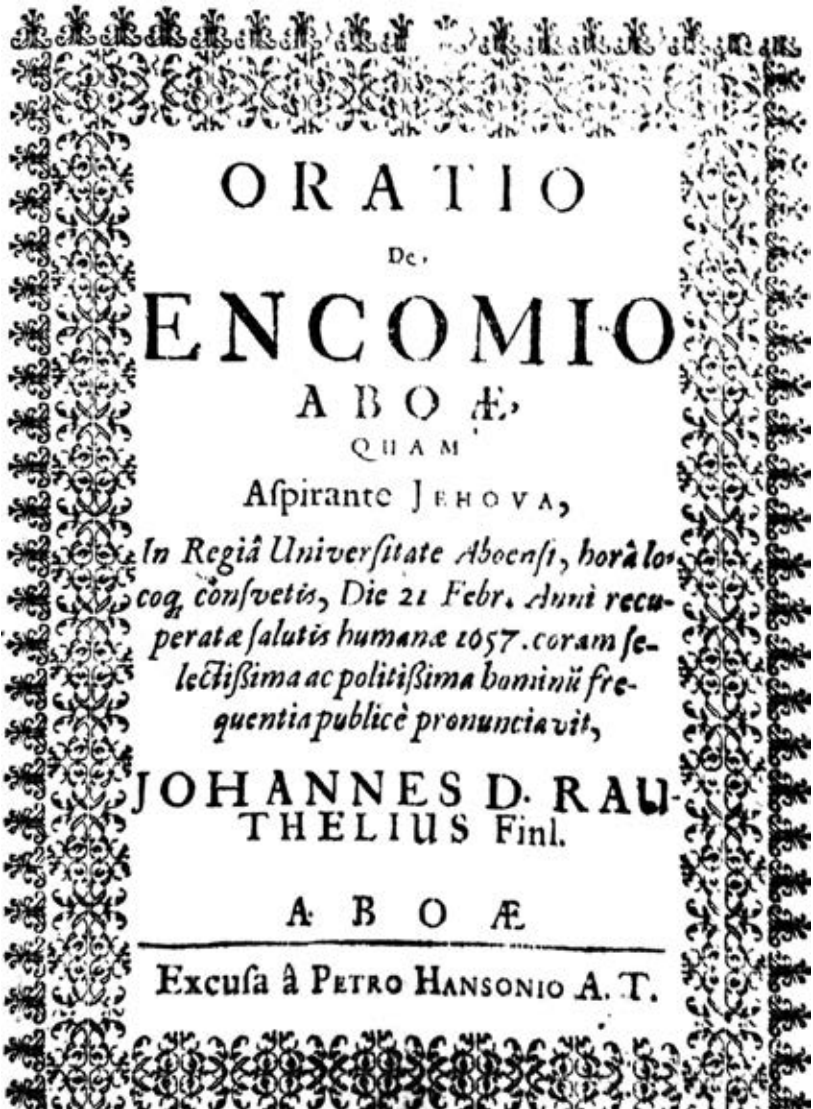 ORATIO
De,
ENCOMIO
ABOÆ,
QUAM
Aſpirante JEHOVA,
In Regiâ Univerſitate Aboenſi, horâ lo-
coq́; conſvetis, Die 21 Febr. Anni recu-
peratæ ſalutis humanæ 1657. coram ſe-
lectißima ac politißima hominū fre-
quentia publicè pronunciavit,
JOHANNES D. RAU-
THELIUS Finl.
ABOÆ
Excuſa â PETRO HANSONIO A. T.